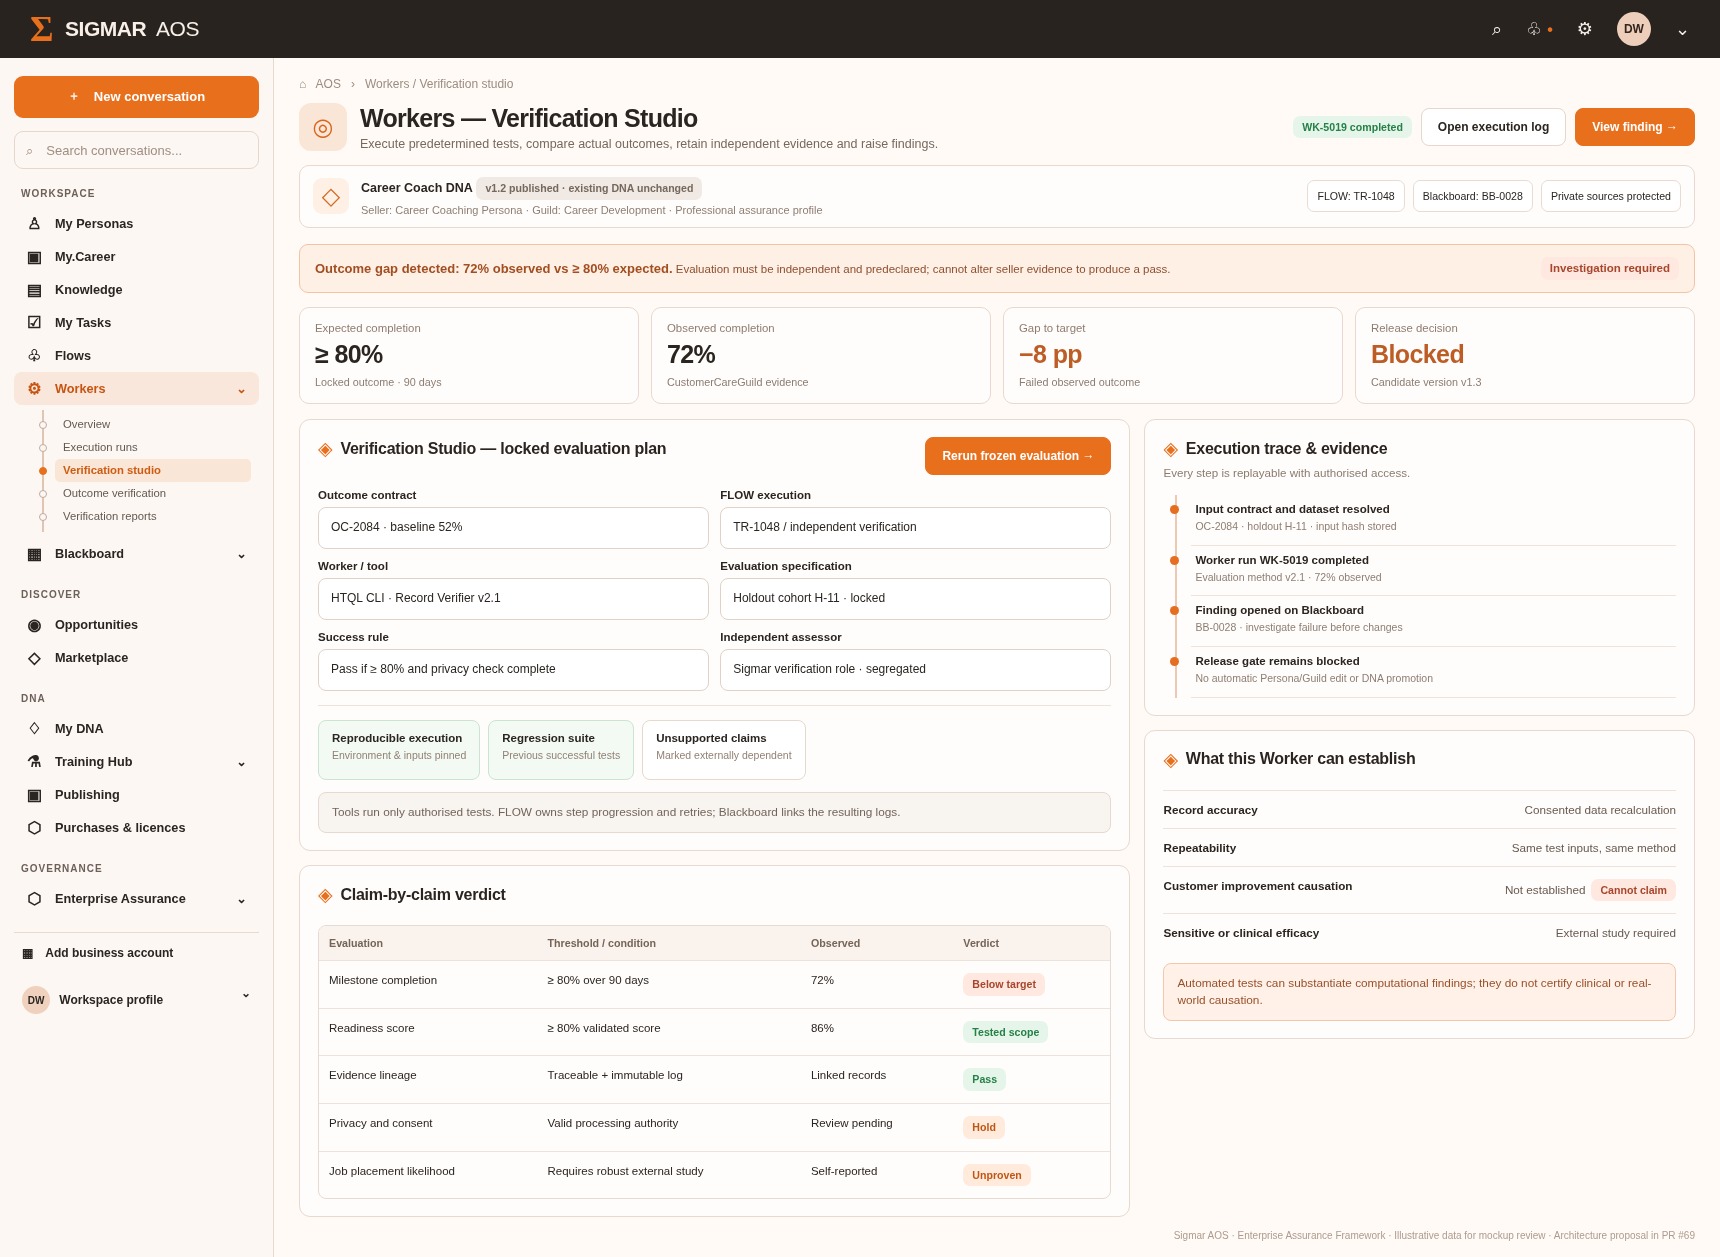 Σ SIGMAR AOS
DW
+ New conversation
Search conversations...
WORKSPACE
My Personas
My.Career
Knowledge
My Tasks
Flows
Workers
Overview
Execution runs
Verification studio
Outcome verification
Verification reports
Blackboard
DISCOVER
Opportunities
Marketplace
DNA
My DNA
Training Hub
Publishing
Purchases & licences
GOVERNANCE
Enterprise Assurance
Add business account
DW Workspace profile
AOS › Workers / Verification studio
Workers — Verification Studio
Execute predetermined tests, compare actual outcomes, retain independent evidence and raise findings.
WK-5019 completed
Open execution log
View finding →
Career Coach DNA v1.2 published · existing DNA unchanged
Seller: Career Coaching Persona · Guild: Career Development · Professional assurance profile
FLOW: TR-1048
Blackboard: BB-0028
Private sources protected
Outcome gap detected: 72% observed vs ≥ 80% expected. Evaluation must be independent and predeclared; cannot alter seller evidence to produce a pass.
Investigation required
Expected completion
≥ 80%
Locked outcome · 90 days
Observed completion
72%
CustomerCareGuild evidence
Gap to target
−8 pp
Failed observed outcome
Release decision
Blocked
Candidate version v1.3
Verification Studio — locked evaluation plan
Rerun frozen evaluation →
Outcome contract
OC-2084 · baseline 52%
FLOW execution
TR-1048 / independent verification
Worker / tool
HTQL CLI · Record Verifier v2.1
Evaluation specification
Holdout cohort H-11 · locked
Success rule
Pass if ≥ 80% and privacy check complete
Independent assessor
Sigmar verification role · segregated
Reproducible execution
Environment & inputs pinned
Regression suite
Previous successful tests
Unsupported claims
Marked externally dependent
Tools run only authorised tests. FLOW owns step progression and retries; Blackboard links the resulting logs.
Claim-by-claim verdict
Evaluation Threshold / condition Observed Verdict
Milestone completion ≥ 80% over 90 days 72% Below target
Readiness score ≥ 80% validated score 86% Tested scope
Evidence lineage Traceable + immutable log Linked records Pass
Privacy and consent Valid processing authority Review pending Hold
Job placement likelihood Requires robust external study Self-reported Unproven
Execution trace & evidence
Every step is replayable with authorised access.
Input contract and dataset resolved
OC-2084 · holdout H-11 · input hash stored
Worker run WK-5019 completed
Evaluation method v2.1 · 72% observed
Finding opened on Blackboard
BB-0028 · investigate failure before changes
Release gate remains blocked
No automatic Persona/Guild edit or DNA promotion
What this Worker can establish
Record accuracy Consented data recalculation
Repeatability Same test inputs, same method
Customer improvement causation Not established Cannot claim
Sensitive or clinical efficacy External study required
Automated tests can substantiate computational findings; they do not certify clinical or real-
world causation.
Sigmar AOS · Enterprise Assurance Framework · Illustrative data for mockup review · Architecture proposal in PR #69